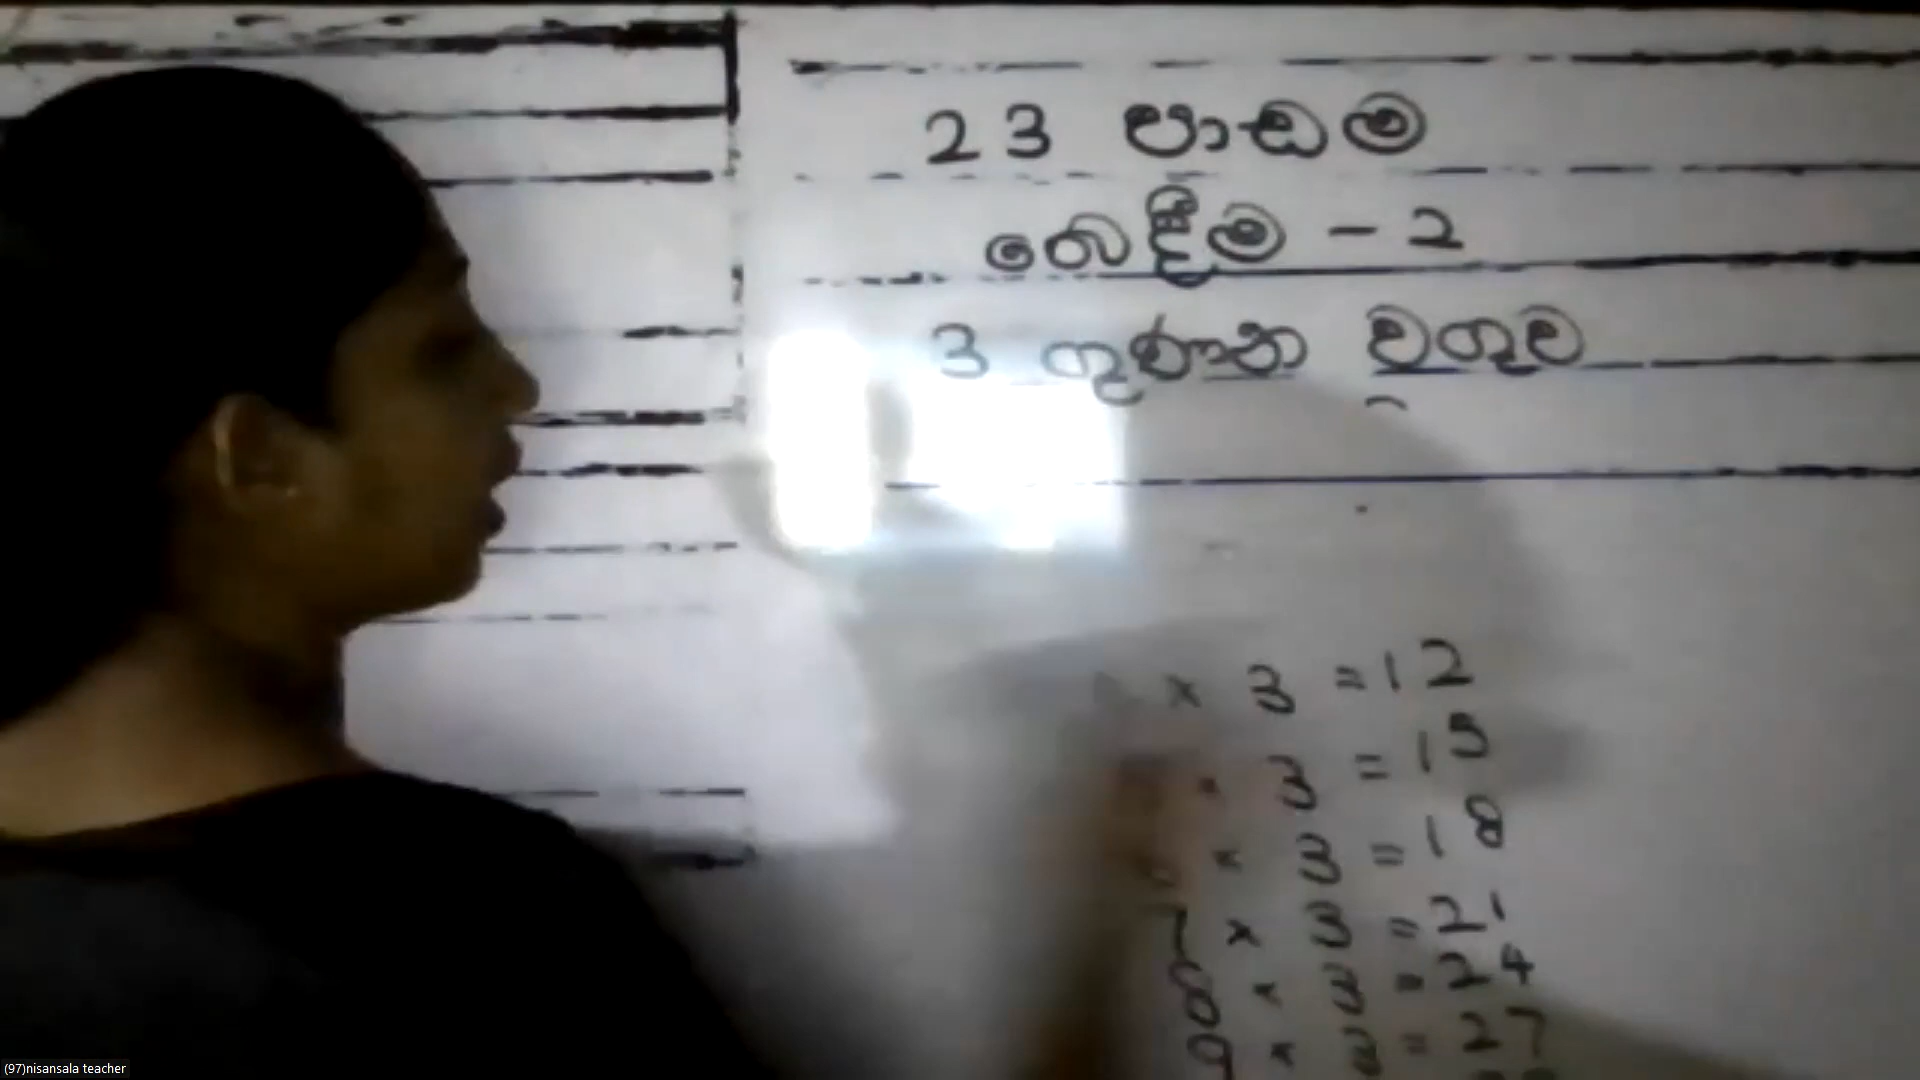 23 පාඩම
බෙදීම - 2
3 ගුණන වගුව
x 3 = 12
x 3 = 15
x 3 = 18
7 x 3 = 21
8 x 3 = 24
9 x 3 = 27
(97)nisansala teacher